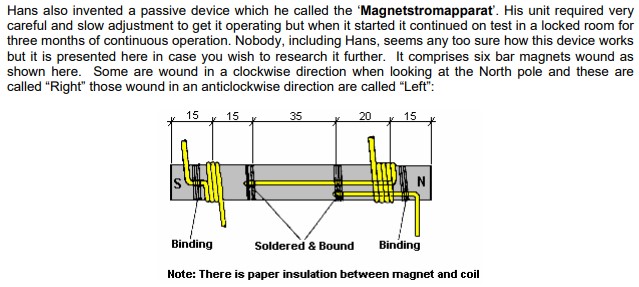 Hans also invented a passive device which he called the ‘Magnetstromapparat’. His unit required very
careful and slow adjustment to get it operating but when it started it continued on test in a locked room for
three months of continuous operation. Nobody, including Hans, seems any too sure how this device works
but it is presented here in case you wish to research it further. It comprises six bar magnets wound as
shown here. Some are wound in a clockwise direction when looking at the North pole and these are
called “Right” those wound in an anticlockwise direction are called “Left”:
15 15 35 20 15
S N
Binding Soldered & Bound Binding
Note: There is paper insulation between magnet and coil